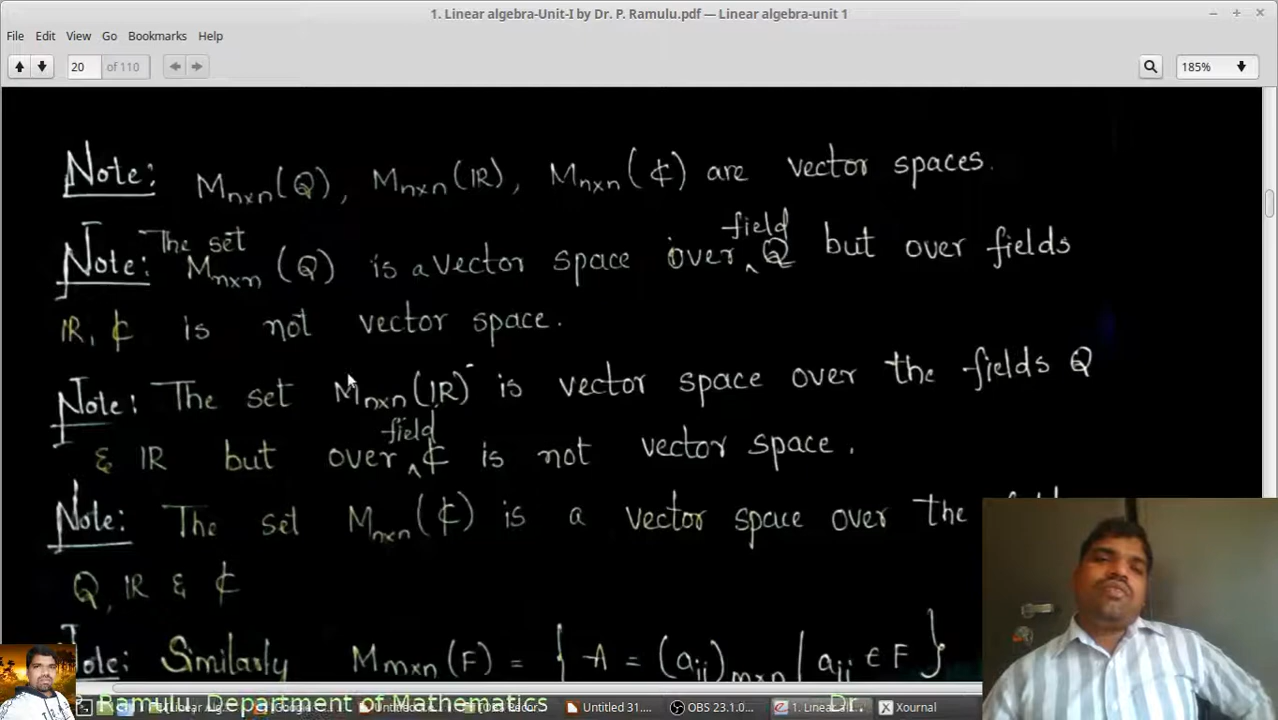 1. Linear algebra-Unit-I by Dr. P. Ramulu.pdf — Linear algebra-unit 1
File Edit View Go Bookmarks Help
20 of 110 185%
Note: Mnxn(Q), Mnxn(IR), Mnxn(ȼ) are vector spaces.
Note: The set Mnxn(Q) is a vector space over field Q but over fields
IR, ȼ is not vector space.
Note: The set Mnxn(IR) is vector space over the fields Q
& IR but over field ȼ is not vector space.
Note: The set Mnxn(ȼ) is a vector space over the
Q, IR & ȼ
Note: Similarly Mmxn(F) = { A = (aij)mxn / aij ∈ F }
Ramulu, Department of Mathematics Dr.
Untitled 31.... OBS 23.1.0... 1. Linear al... Xournal